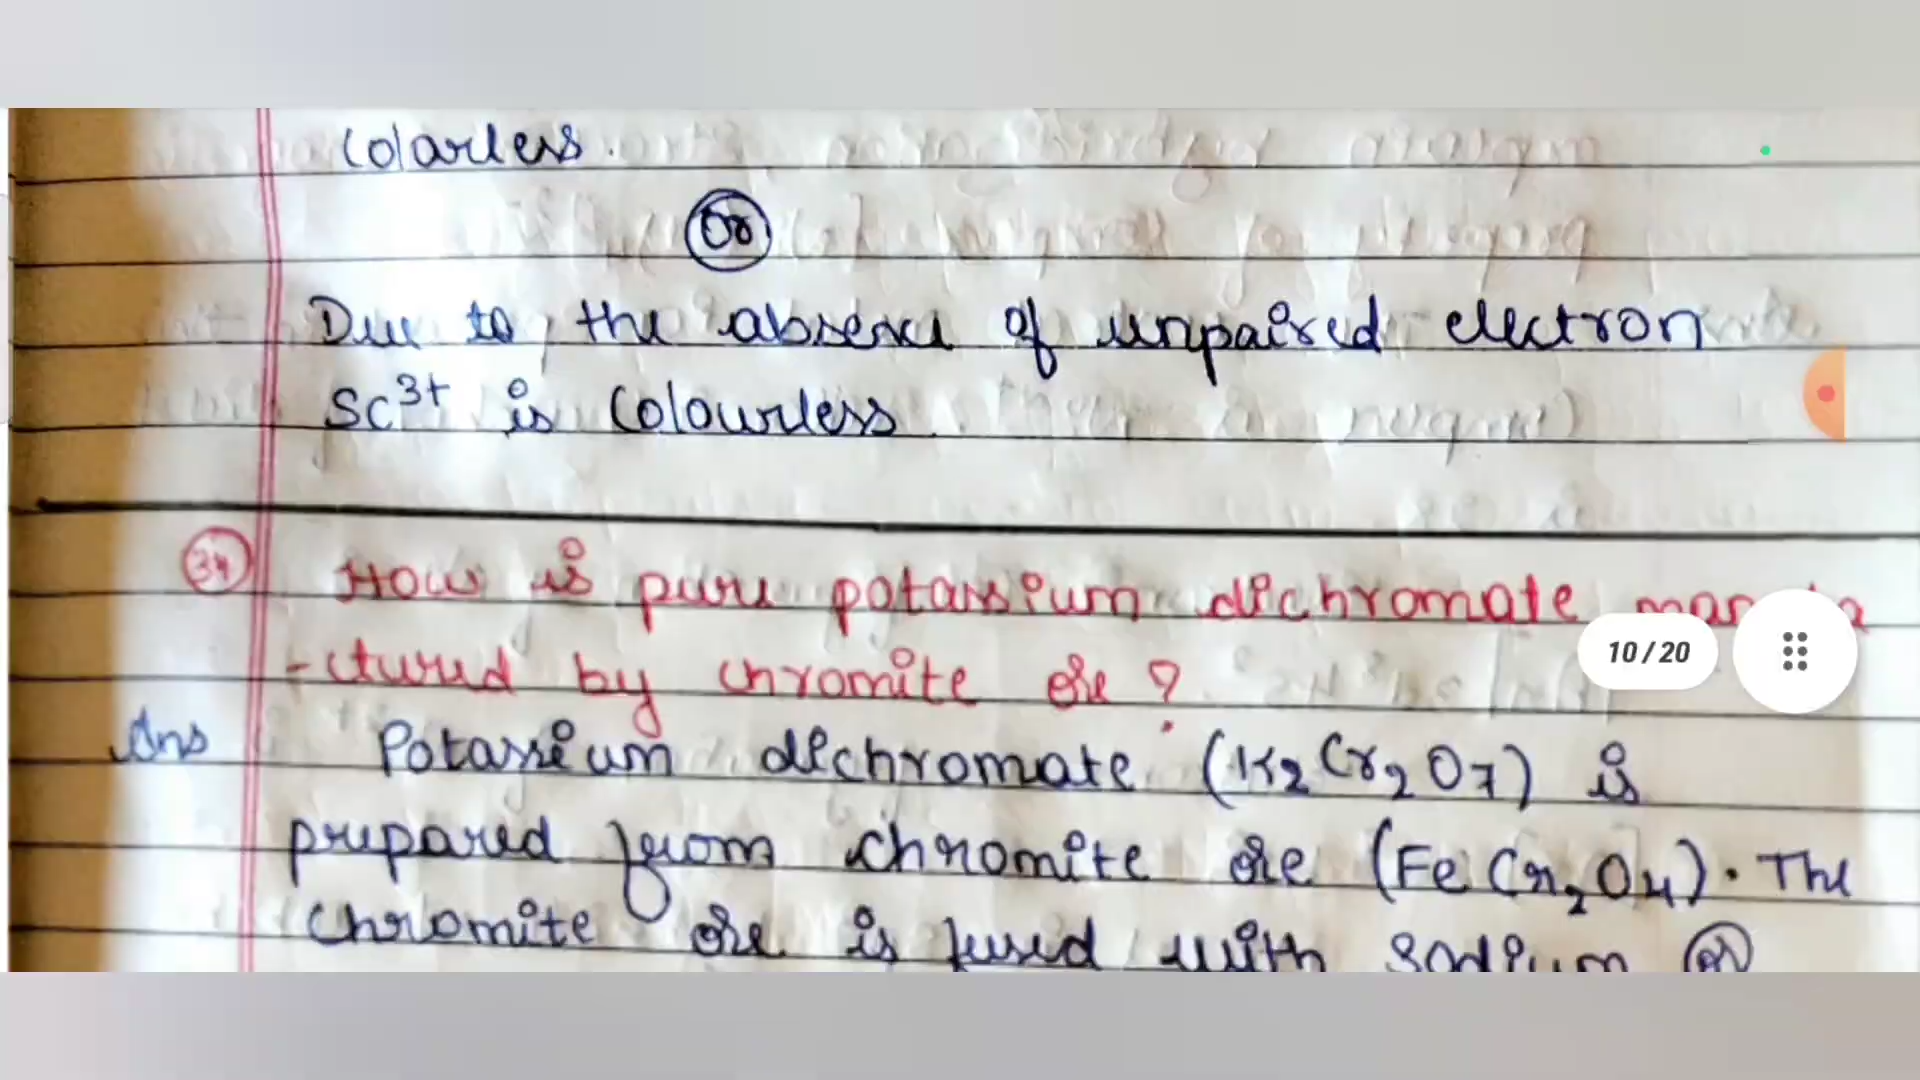 Colarless.
Or
Due to the absence of unpaired electron
Sc3+ is Colourless.
34 How is pure potassium dichromate
-ctured by chromite ore ?
10/20
Ans Potassium dichromate (K2Cr2O7) is
prepared from chromite ore (FeCr2O4). The
chromite ore is fused with sodium or